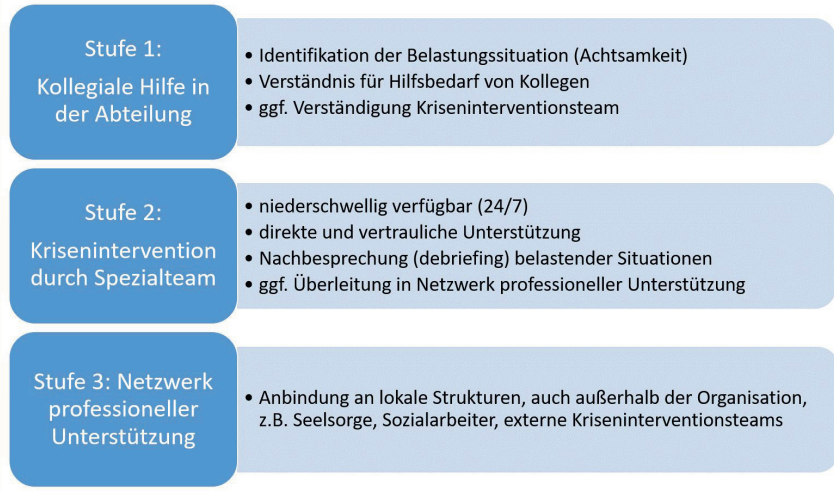 Stufe 1:
Kollegiale Hilfe in
der Abteilung
• Identifikation der Belastungssituation (Achtsamkeit)
• Verständnis für Hilfsbedarf von Kollegen
• ggf. Verständigung Kriseninterventionsteam
Stufe 2:
Krisenintervention
durch Spezialteam
• niederschwellig verfügbar (24/7)
• direkte und vertrauliche Unterstützung
• Nachbesprechung (debriefing) belastender Situationen
• ggf. Überleitung in Netzwerk professioneller Unterstützung
Stufe 3: Netzwerk
professioneller
Unterstützung
• Anbindung an lokale Strukturen, auch außerhalb der Organisation,
z.B. Seelsorge, Sozialarbeiter, externe Kriseninterventionsteams